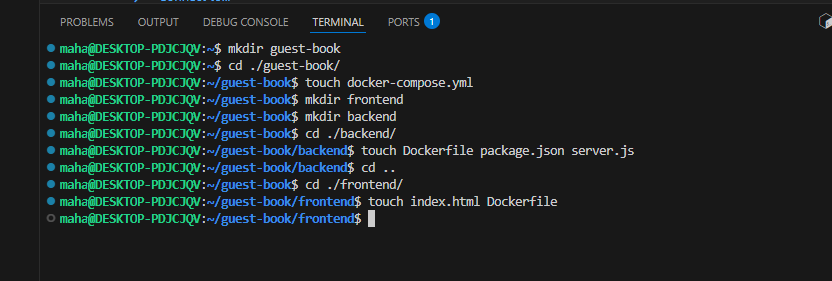 PROBLEMS OUTPUT DEBUG CONSOLE TERMINAL PORTS 1
maha@DESKTOP-PDJCJQV:~$ mkdir guest-book
maha@DESKTOP-PDJCJQV:~$ cd ./guest-book/
maha@DESKTOP-PDJCJQV:~/guest-book$ touch docker-compose.yml
maha@DESKTOP-PDJCJQV:~/guest-book$ mkdir frontend
maha@DESKTOP-PDJCJQV:~/guest-book$ mkdir backend
maha@DESKTOP-PDJCJQV:~/guest-book$ cd ./backend/
maha@DESKTOP-PDJCJQV:~/guest-book/backend$ touch Dockerfile package.json server.js
maha@DESKTOP-PDJCJQV:~/guest-book/backend$ cd ..
maha@DESKTOP-PDJCJQV:~/guest-book$ cd ./frontend/
maha@DESKTOP-PDJCJQV:~/guest-book/frontend$ touch index.html Dockerfile
maha@DESKTOP-PDJCJQV:~/guest-book/frontend$